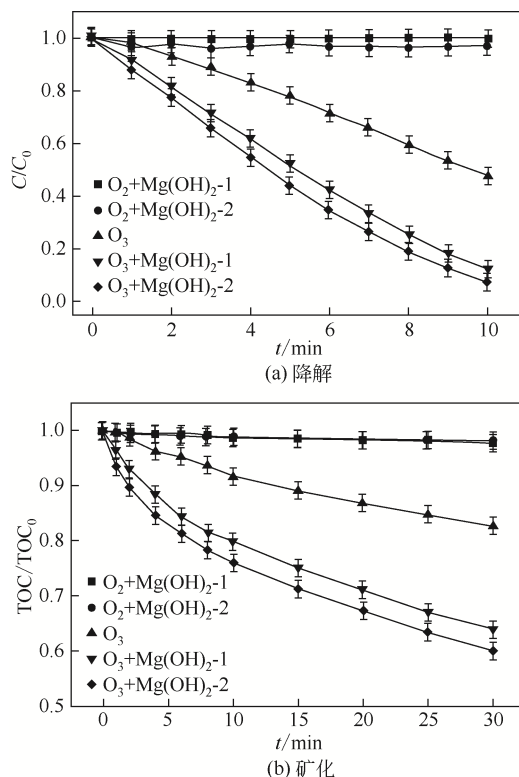 1.0
0.8
0.6
0.4
0.2
0.0
C/C₀
O₂+Mg(OH)₂-1
O₂+Mg(OH)₂-2
O₃
O₃+Mg(OH)₂-1
O₃+Mg(OH)₂-2
0 2 4 6 8 10
t/min
(a) 降解
1.0
0.9
0.8
0.7
0.6
0.5
TOC/TOC₀
O₂+Mg(OH)₂-1
O₂+Mg(OH)₂-2
O₃
O₃+Mg(OH)₂-1
O₃+Mg(OH)₂-2
0 5 10 15 20 25 30
t/min
(b) 矿化